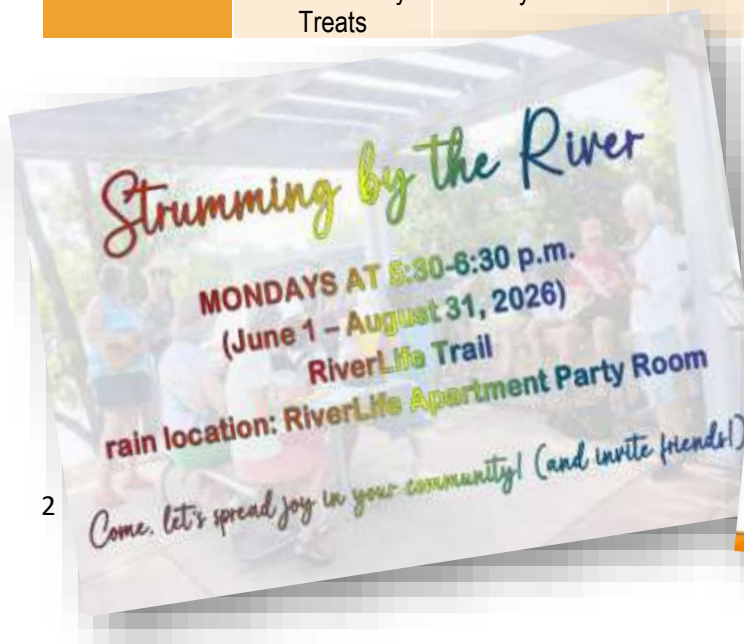 Treats
Strumming by the River
MONDAYS AT 5:30-6:30 p.m.
(June 1 – August 31, 2026)
RiverLife Trail
rain location: RiverLife Apartment Party Room
Come, let's spread joy in your community! (and invite friends!)
2